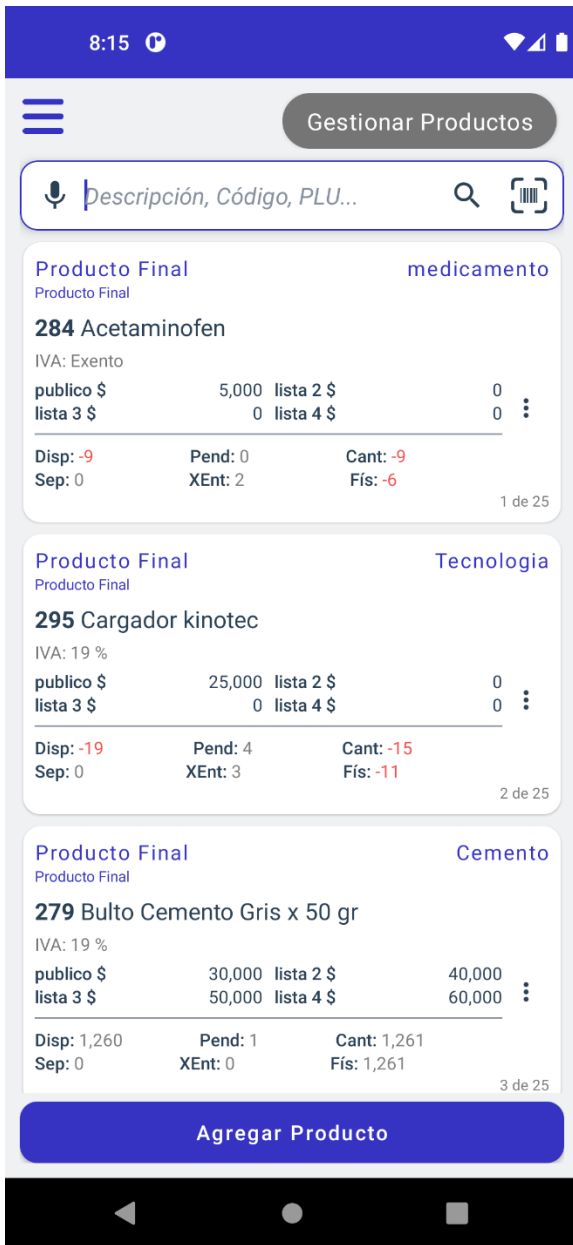 8:15
Gestionar Productos
Descripción, Código, PLU...
Producto Final medicamento
Producto Final
284 Acetaminofen
IVA: Exento
publico $ 5,000 lista 2 $ 0
lista 3 $ 0 lista 4 $ 0
Disp: -9 Pend: 0 Cant: -9
Sep: 0 XEnt: 2 Fís: -6
1 de 25
Producto Final Tecnologia
Producto Final
295 Cargador kinotec
IVA: 19 %
publico $ 25,000 lista 2 $ 0
lista 3 $ 0 lista 4 $ 0
Disp: -19 Pend: 4 Cant: -15
Sep: 0 XEnt: 3 Fís: -11
2 de 25
Producto Final Cemento
Producto Final
279 Bulto Cemento Gris x 50 gr
IVA: 19 %
publico $ 30,000 lista 2 $ 40,000
lista 3 $ 50,000 lista 4 $ 60,000
Disp: 1,260 Pend: 1 Cant: 1,261
Sep: 0 XEnt: 0 Fís: 1,261
3 de 25
Agregar Producto